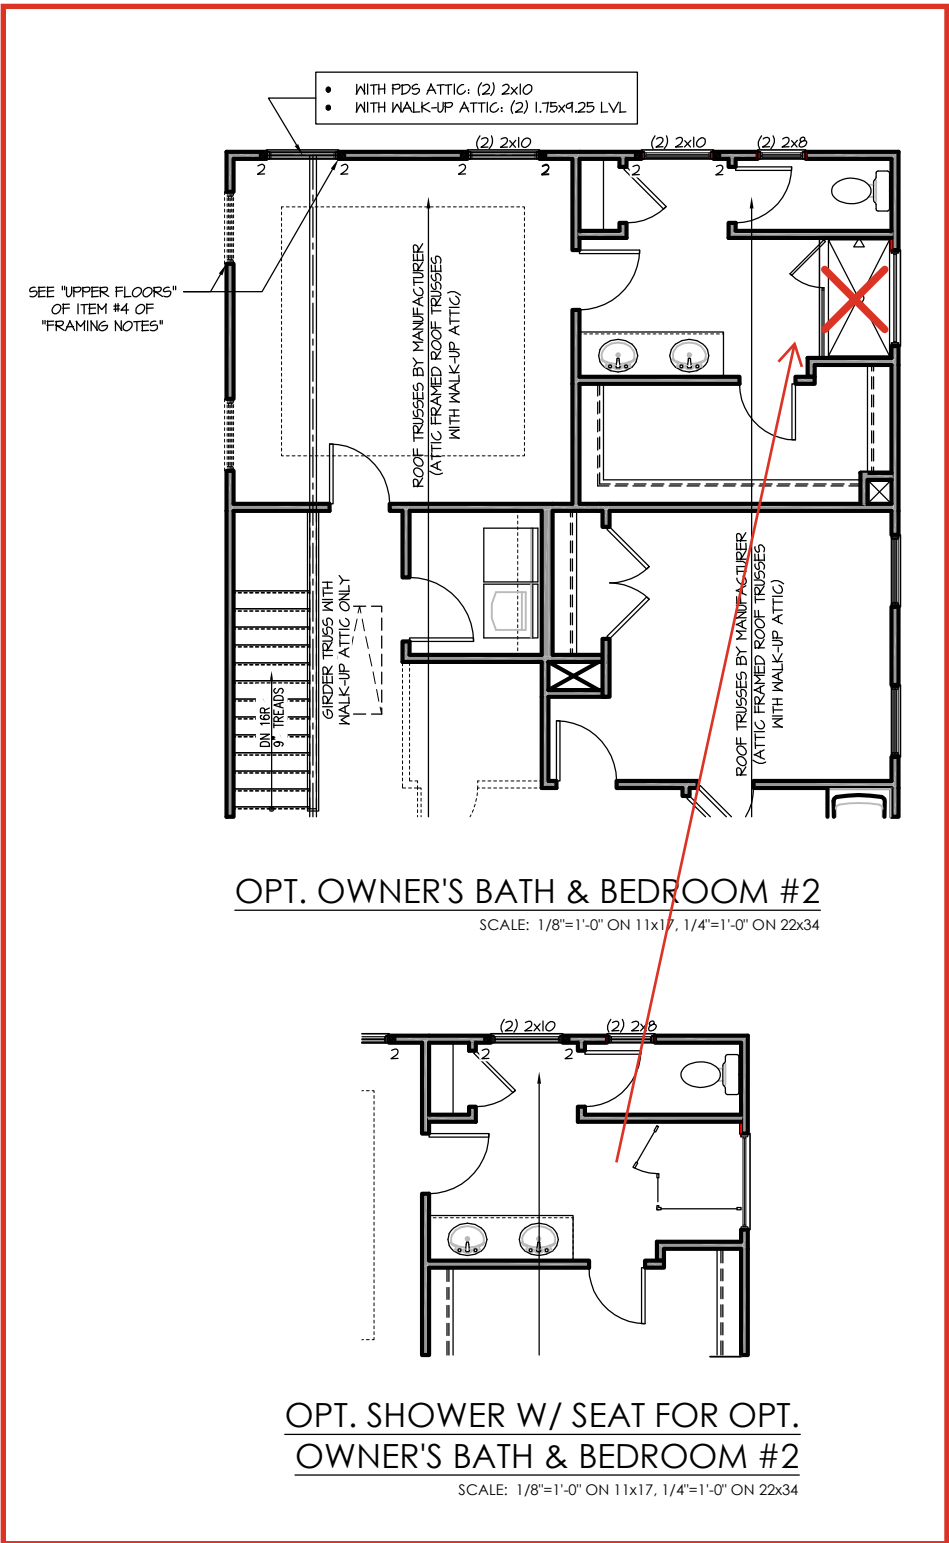 • WITH PDS ATTIC: (2) 2x10
• WITH WALK-UP ATTIC: (2) 1.75x9.25 LVL
(2) 2x10
(2) 2x10
(2) 2x8
2
2
2
2
2
2
SEE "UPPER FLOORS"
OF ITEM #4 OF
"FRAMING NOTES"
ROOF TRUSSES BY MANUFACTURER
(ATTIC FRAMED ROOF TRUSSES
WITH WALK-UP ATTIC)
GIRDER TRUSS WITH
WALK-UP ATTIC ONLY
DN 16R
9" TREADS
ROOF TRUSSES BY MANUFACTURER
(ATTIC FRAMED ROOF TRUSSES
WITH WALK-UP ATTIC)
OPT. OWNER'S BATH & BEDROOM #2
SCALE: 1/8"=1'-0" ON 11x17, 1/4"=1'-0" ON 22x34
(2) 2x10
(2) 2x8
2
2
2
OPT. SHOWER W/ SEAT FOR OPT.
OWNER'S BATH & BEDROOM #2
SCALE: 1/8"=1'-0" ON 11x17, 1/4"=1'-0" ON 22x34